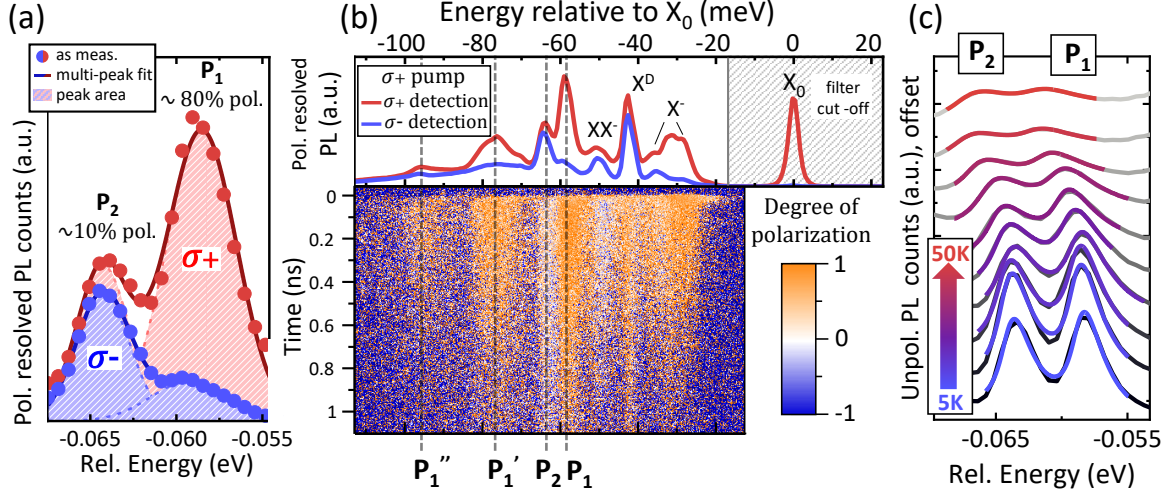 (a)
as meas.
multi-peak fit
peak area
P₁
~ 80% pol.
P₂
~10% pol.
σ+
σ-
Pol. resolved PL counts (a.u.)
-0.065
-0.060
-0.055
Rel. Energy (eV)
(b)
Energy relative to X₀ (meV)
-100
-80
-60
-40
-20
0
20
σ+ pump
σ+ detection
σ- detection
Pol. resolved
PL (a.u.)
XX⁻
Xᴰ
X⁻
X₀
filter
cut -off
0
0.2
0.4
0.6
0.8
1
Time (ns)
Degree of
polarization
1
0
-1
P₁''
P₁'
P₂
P₁
(c)
P₂
P₁
50K
5K
Unpol. PL counts (a.u.), offset
-0.065
-0.055
Rel. Energy (eV)